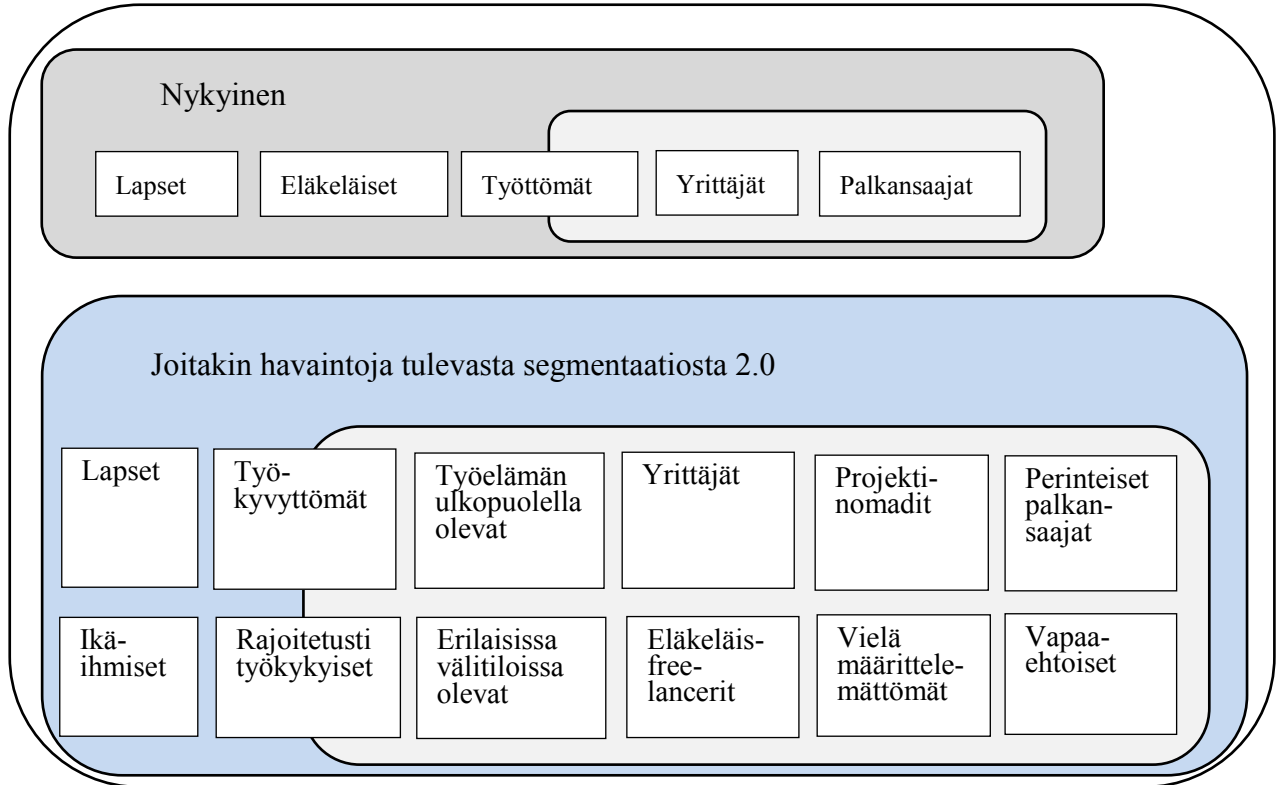 Nykyinen
Lapset
Eläkeläiset
Työttömät
Yrittäjät
Palkansaajat
Joitakin havaintoja tulevasta segmentaatiosta 2.0
Lapset
Työ-
kyvyttömät
Työelämän
ulkopuolella
olevat
Yrittäjät
Projekti-
nomadit
Perinteiset
palkan-
saajat
Ikä-
ihmiset
Rajoitetusti
työkykyiset
Erilaisissa
välitiloissa
olevat
Eläkeläis-
free-
lancerit
Vielä
määrittele-
mättömät
Vapaa-
ehtoiset